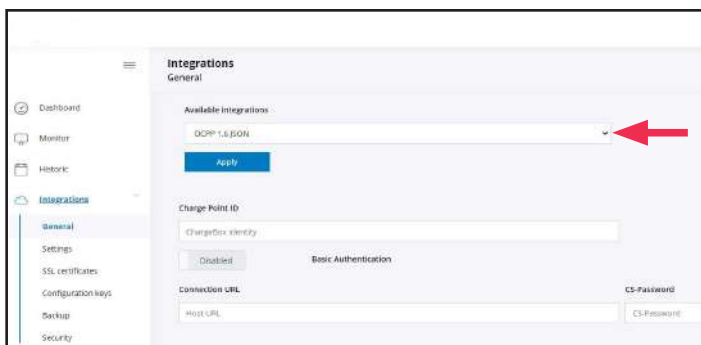 Integrations
General
Dashboard
Monitor
Historic
Integrations
General
Settings
SSL certificates
Configuration keys
Backup
Security
Available integrations
OCPP 1.6 JSON
Apply
Charge Point ID
ChargeBox identity
Disabled
Basic Authentication
Connection URL
CS-Password
Host URL
CS-Password